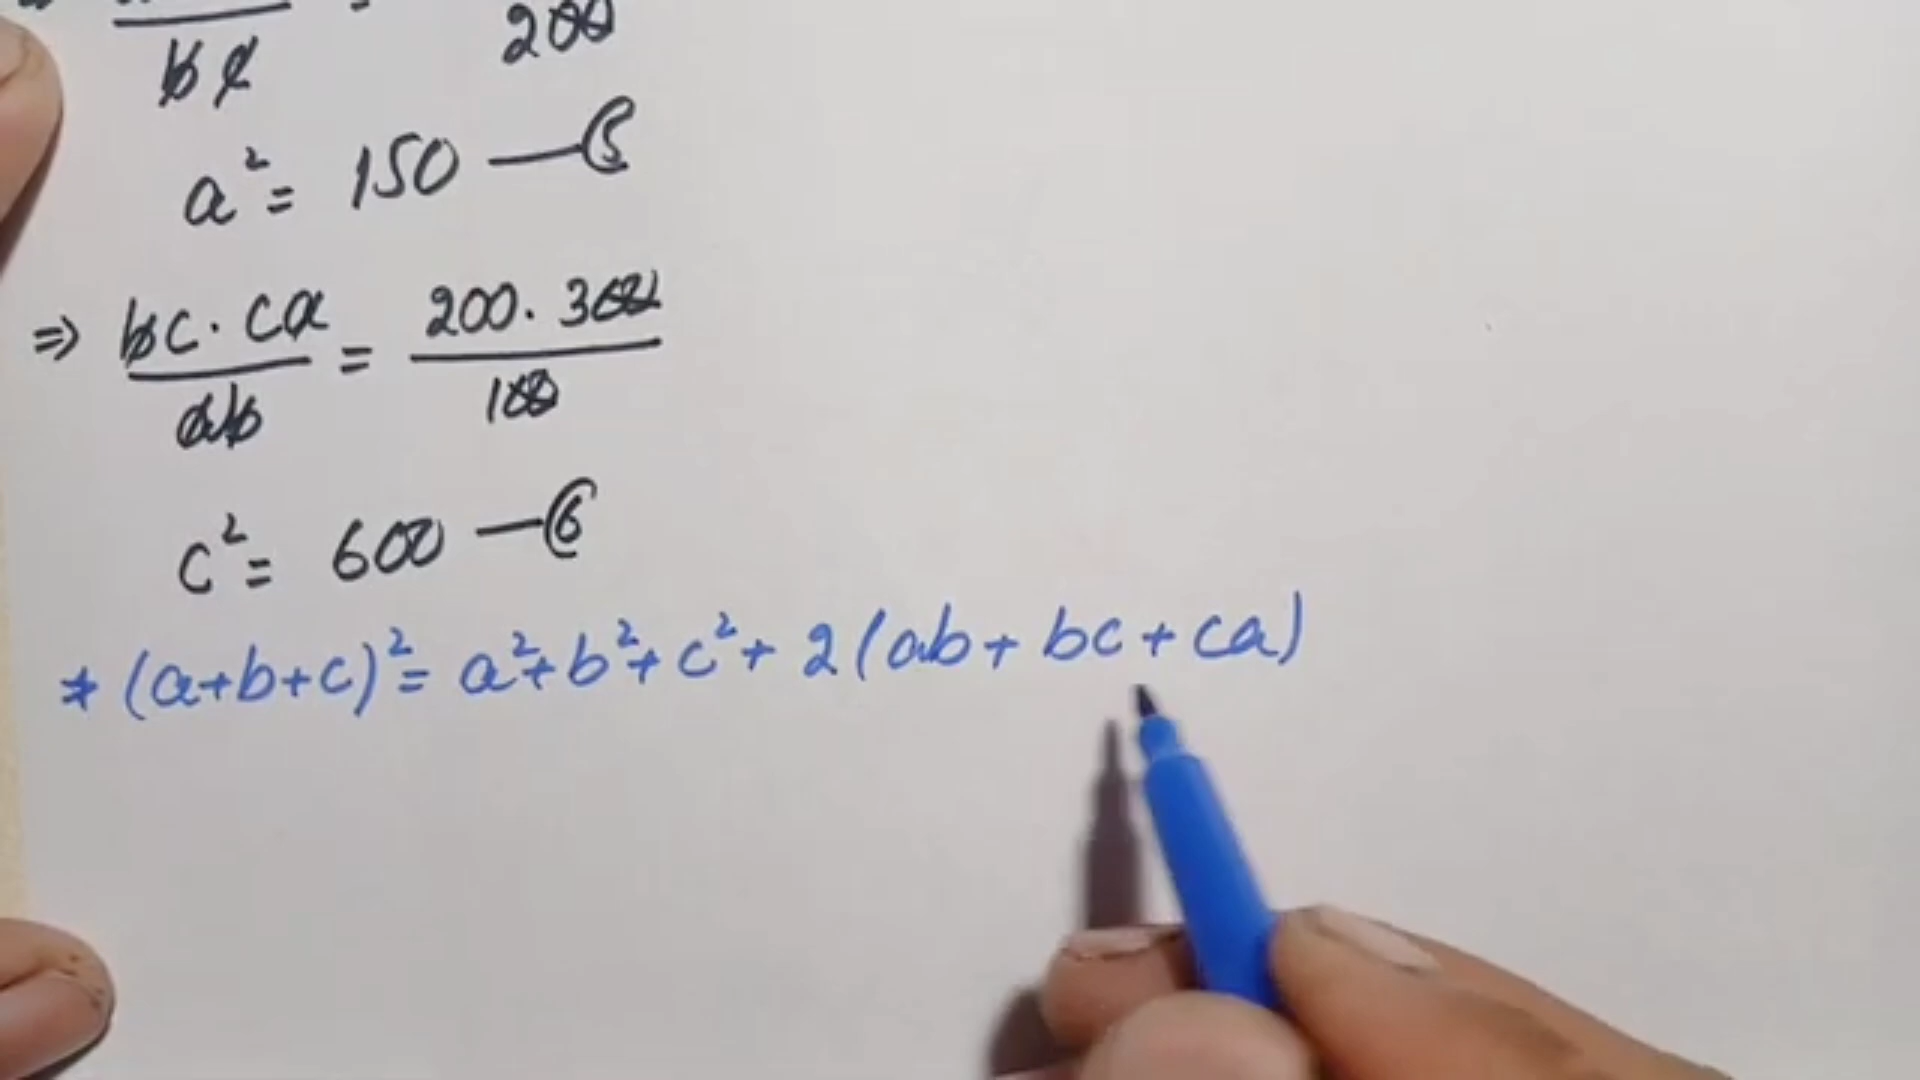 bc = 200
a² = 150 — ⑤
⇒ bc . ca / ab = 200 . 300 / 100
c² = 600 — ⑥
* (a+b+c)² = a²+b²+c²+ 2(ab+ bc+ca)